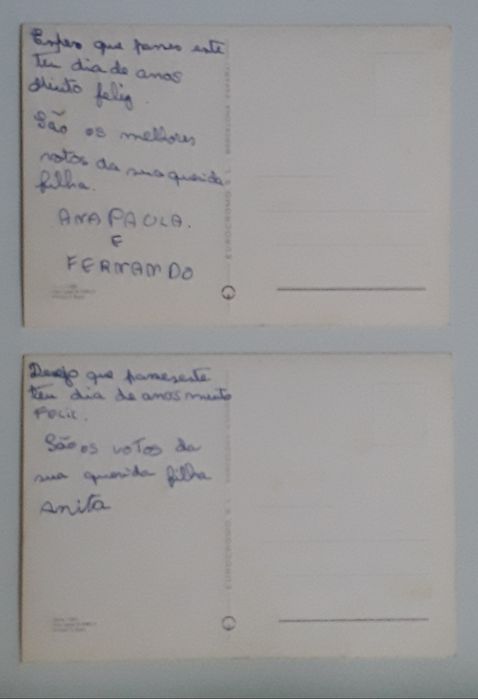 Espero que passes este
teu dia de anos
Muito feliz.
São os melhores
votos da sua querida
filha.
ANA PAULA.
E
FERNANDO
EUROCROMO S. L.
Desejo que passes este
teu dia de anos muito
FELIZ.
São os votos da
sua querida filha
Anita
EUROCROMO S. L.